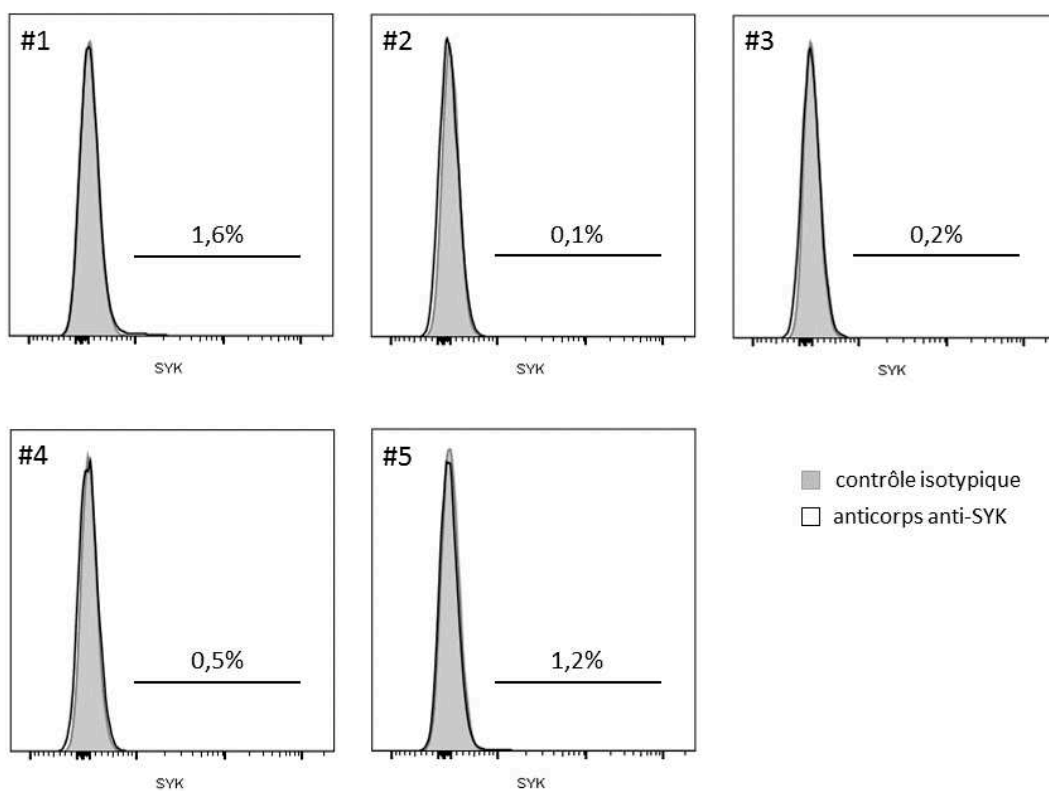 #1
1,6%
SYK
#2
0,1%
SYK
#3
0,2%
SYK
#4
0,5%
SYK
#5
1,2%
SYK
contrôle isotypique
anticorps anti-SYK